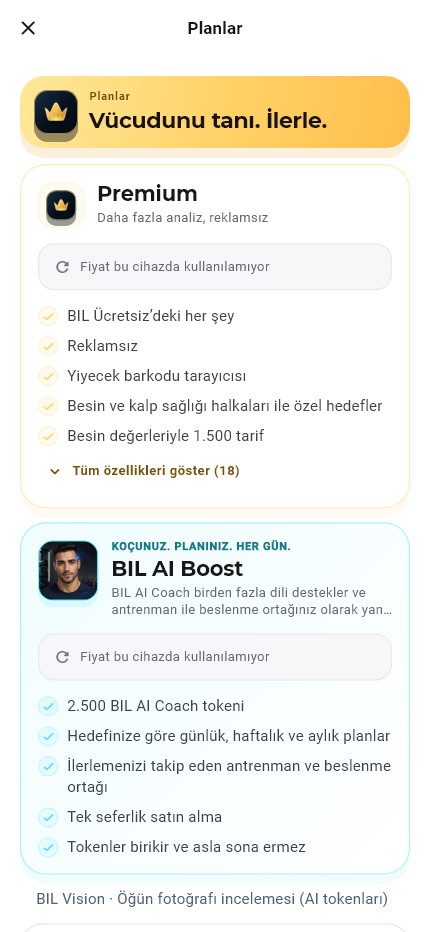 Planlar
Planlar
Vücudunu tanı. İlerle.
Premium
Daha fazla analiz, reklamsız
Fiyat bu cihazda kullanılamıyor
BIL Ücretsiz’deki her şey
Reklamsız
Yiyecek barkodu tarayıcısı
Besin ve kalp sağlığı halkaları ile özel hedefler
Besin değerleriyle 1.500 tarif
Tüm özellikleri göster (18)
KOÇUNUZ. PLANINIZ. HER GÜN.
BIL AI Boost
BIL AI Coach birden fazla dili destekler ve
antrenman ile beslenme ortağınız olarak yan…
Fiyat bu cihazda kullanılamıyor
2.500 BIL AI Coach tokeni
Hedefinize göre günlük, haftalık ve aylık planlar
İlerlemenizi takip eden antrenman ve beslenme
ortağı
Tek seferlik satın alma
Tokenler birikir ve asla sona ermez
BIL Vision · Öğün fotoğrafı incelemesi (AI tokenları)